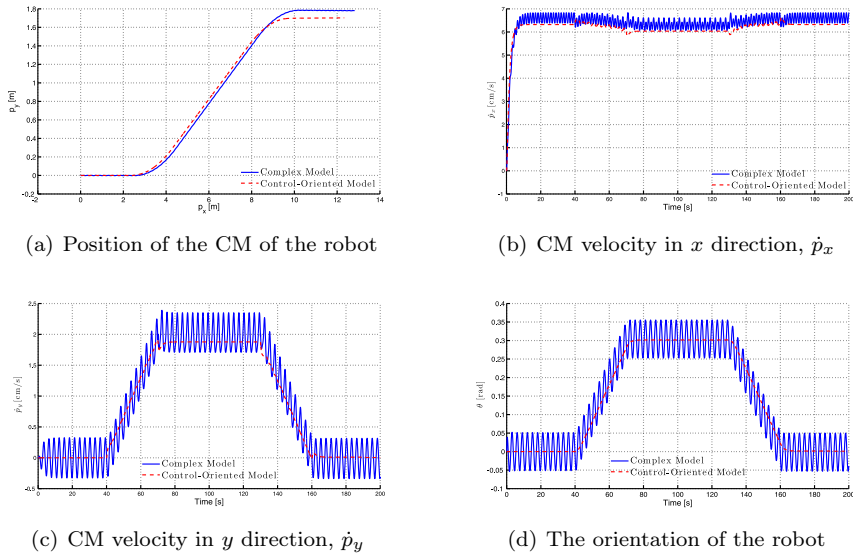 1.8
1.6
1.4
1.2
1
0.8
0.6
0.4
0.2
0
-0.2
p_y [m]
-2 0 2 4 6 8 10 12 14
p_x [m]
Complex Model
Control-Oriented Model
(a) Position of the CM of the robot
7
6
5
4
3
2
1
0
-1
ṗ_x [cm/s]
0 20 40 60 80 100 120 140 160 180 200
Time [s]
Complex Model
Control-Oriented Model
(b) CM velocity in x direction, ṗ_x
2.5
2
1.5
1
0.5
0
-0.5
ṗ_y [cm/s]
0 20 40 60 80 100 120 140 160 180 200
Time [s]
Complex Model
Control-Oriented Model
(c) CM velocity in y direction, ṗ_y
0.4
0.35
0.3
0.25
0.2
0.15
0.1
0.05
0
-0.05
-0.1
θ [rad]
0 20 40 60 80 100 120 140 160 180 200
Time [s]
Complex Model
Control-Oriented Model
(d) The orientation of the robot